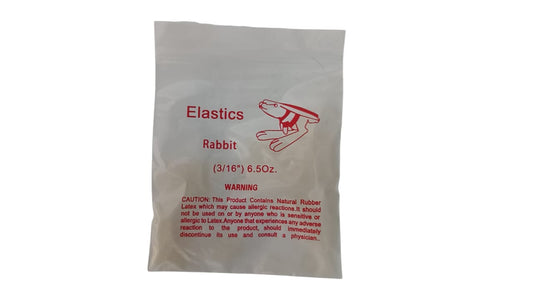 Elastics
Rabbit
(3/16") 6.5Oz.
WARNING
CAUTION: This Product Contains Natural Rubber
Latex which may cause allergic reactions.It should
not be used on or by anyone who is sensitive or
allergic to Latex.Anyone that experiences any adverse
reaction to the product, should immediately
discontinue its use and consult a physician..